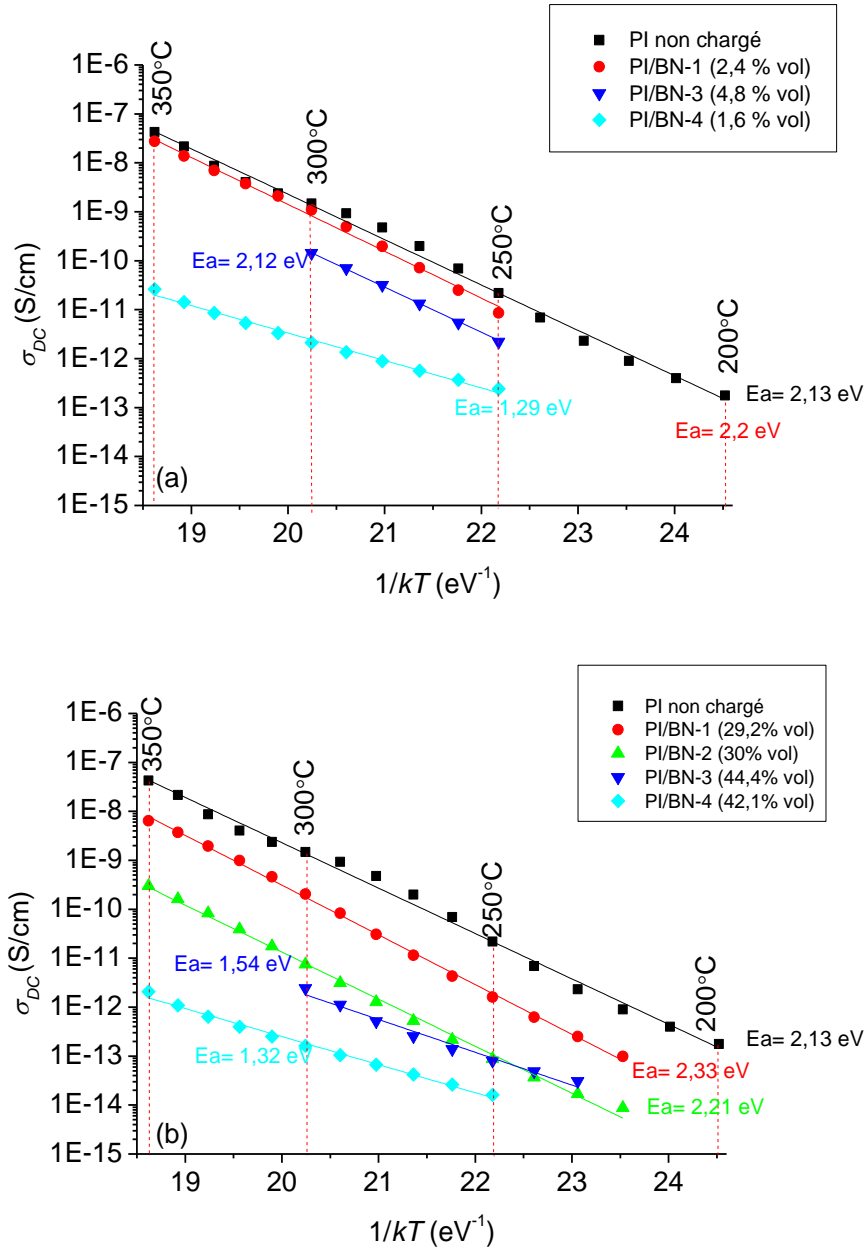 PI non chargé
PI/BN-1 (2,4 % vol)
PI/BN-3 (4,8 % vol)
PI/BN-4 (1,6 % vol)
1E-6
1E-7
1E-8
1E-9
1E-10
1E-11
1E-12
1E-13
1E-14
1E-15
σDC (S/cm)
350°C
300°C
250°C
200°C
Ea= 2,12 eV
Ea= 1,29 eV
Ea= 2,13 eV
Ea= 2,2 eV
(a)
19 20 21 22 23 24
1/kT (eV-1)
PI non chargé
PI/BN-1 (29,2% vol)
PI/BN-2 (30% vol)
PI/BN-3 (44,4% vol)
PI/BN-4 (42,1% vol)
1E-6
1E-7
1E-8
1E-9
1E-10
1E-11
1E-12
1E-13
1E-14
1E-15
σDC (S/cm)
350°C
300°C
250°C
200°C
Ea= 1,54 eV
Ea= 1,32 eV
Ea= 2,13 eV
Ea= 2,33 eV
Ea= 2,21 eV
(b)
19 20 21 22 23 24
1/kT (eV-1)